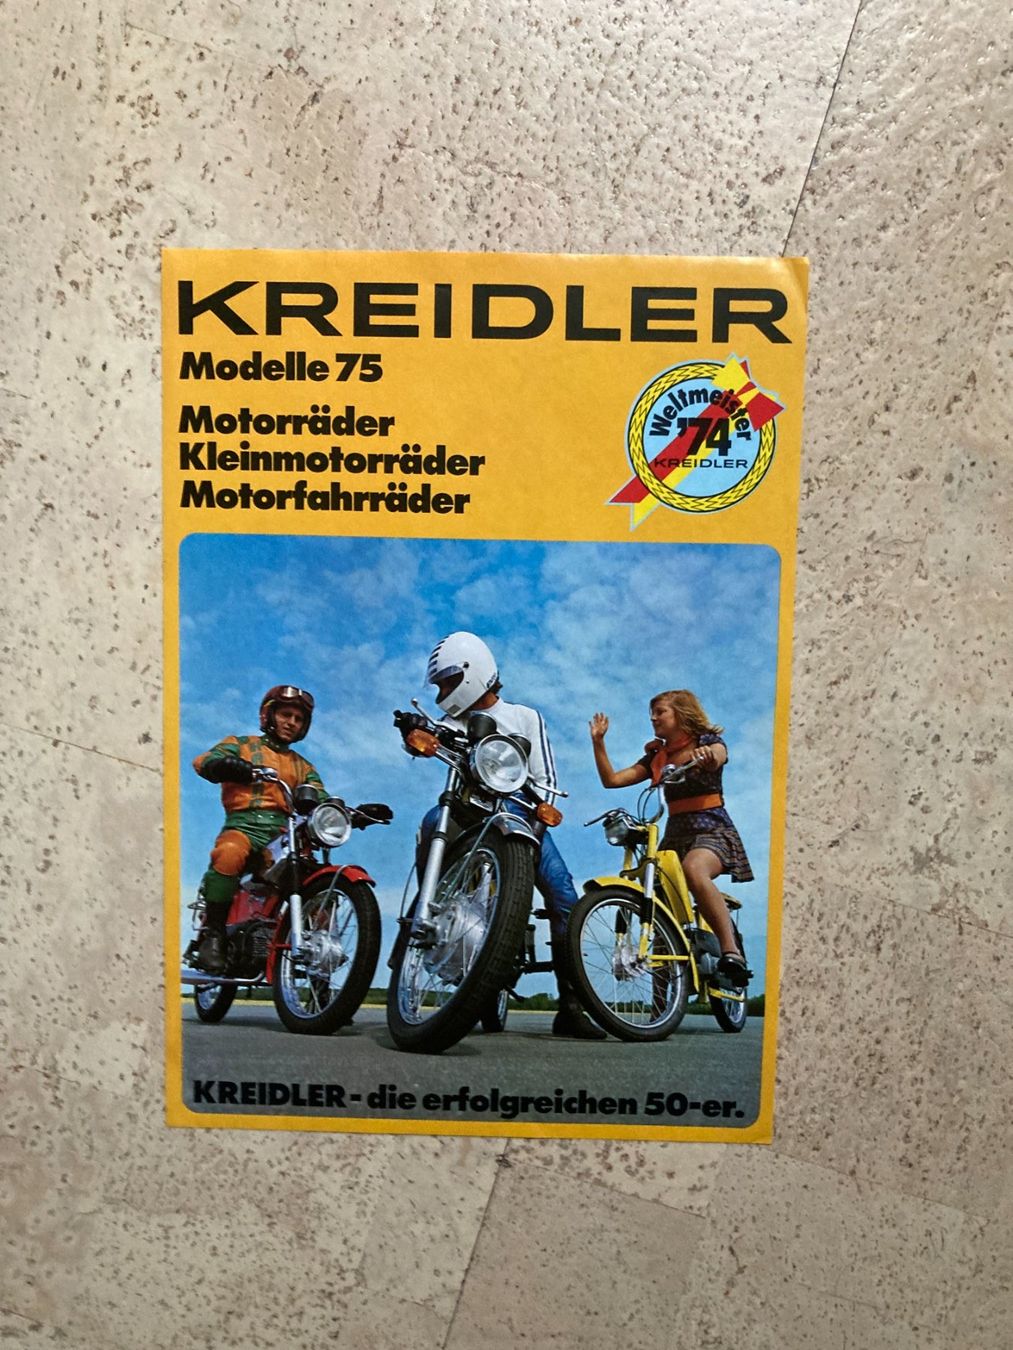 KREIDLER
Modelle 75
Motorräder
Kleinmotorräder
Motorfahrräder
Weltmeister
'74
KREIDLER
KREIDLER - die erfolgreichen 50-er.